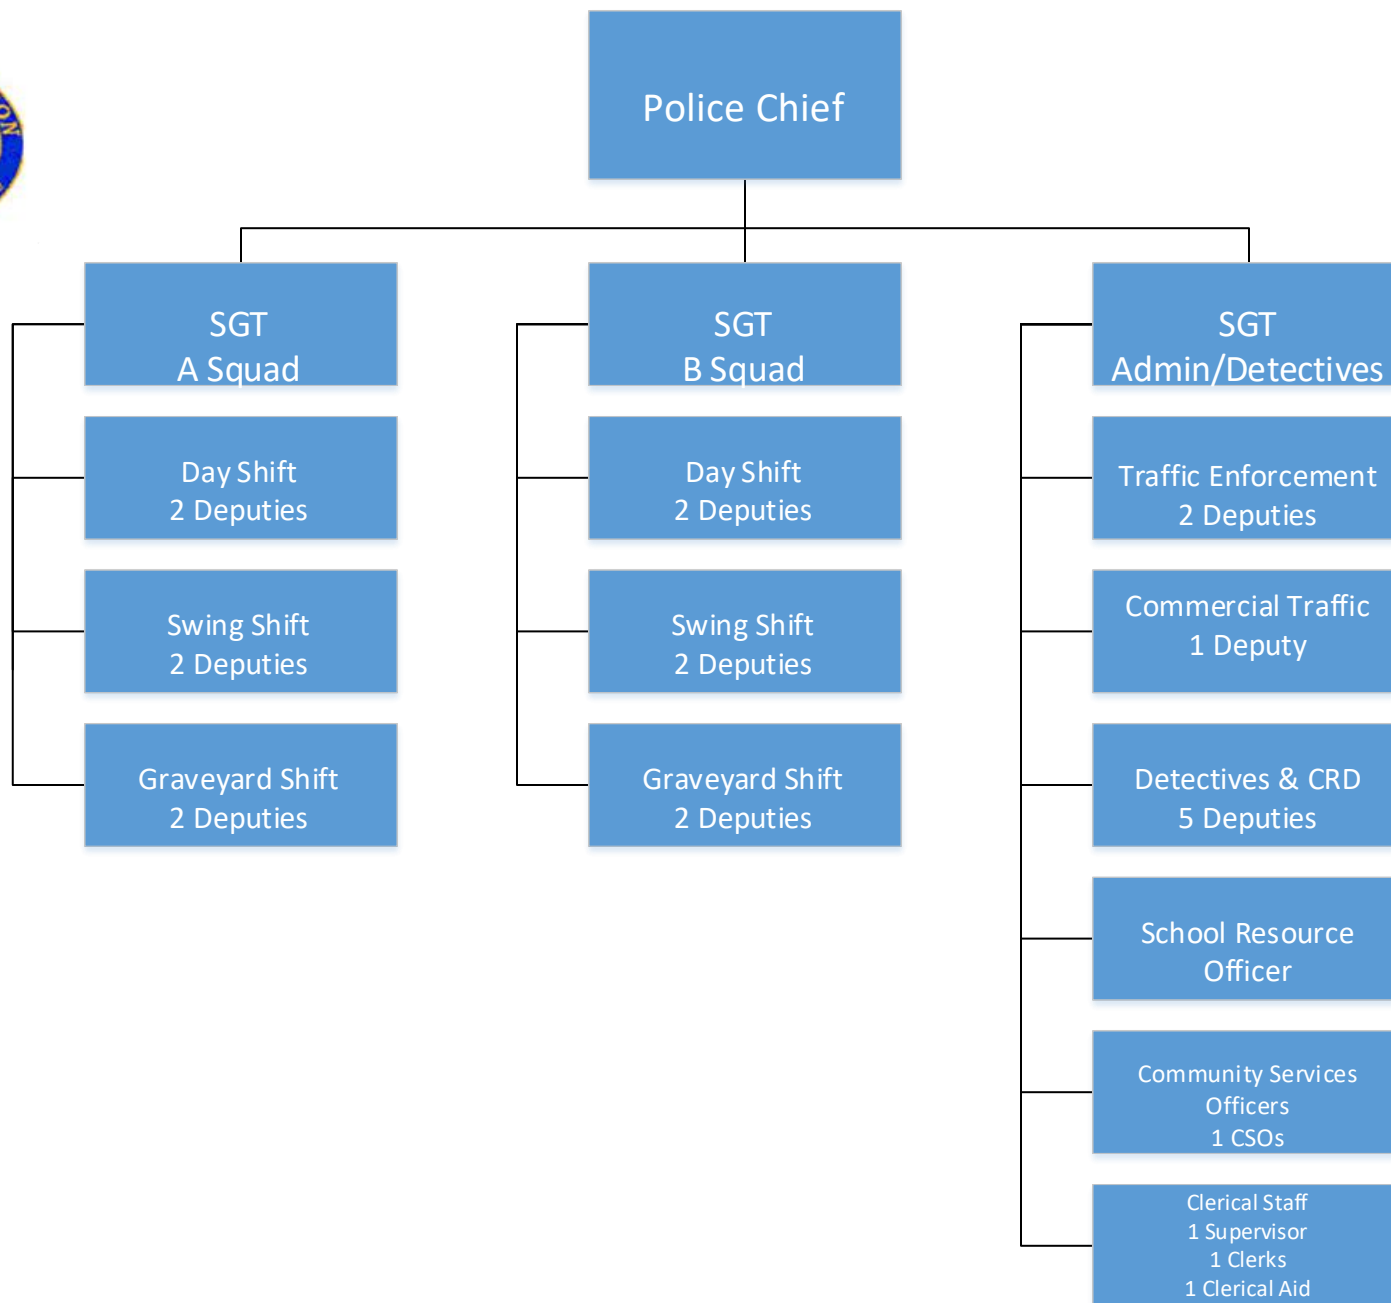 Police Chief
SGT
A Squad
Day Shift
2 Deputies
Swing Shift
2 Deputies
Graveyard Shift
2 Deputies
SGT
B Squad
Day Shift
2 Deputies
Swing Shift
2 Deputies
Graveyard Shift
2 Deputies
SGT
Admin/Detectives
Traffic Enforcement
2 Deputies
Commercial Traffic
1 Deputy
Detectives & CRD
5 Deputies
School Resource
Officer
Community Services
Officers
1 CSOs
Clerical Staff
1 Supervisor
1 Clerks
1 Clerical Aid